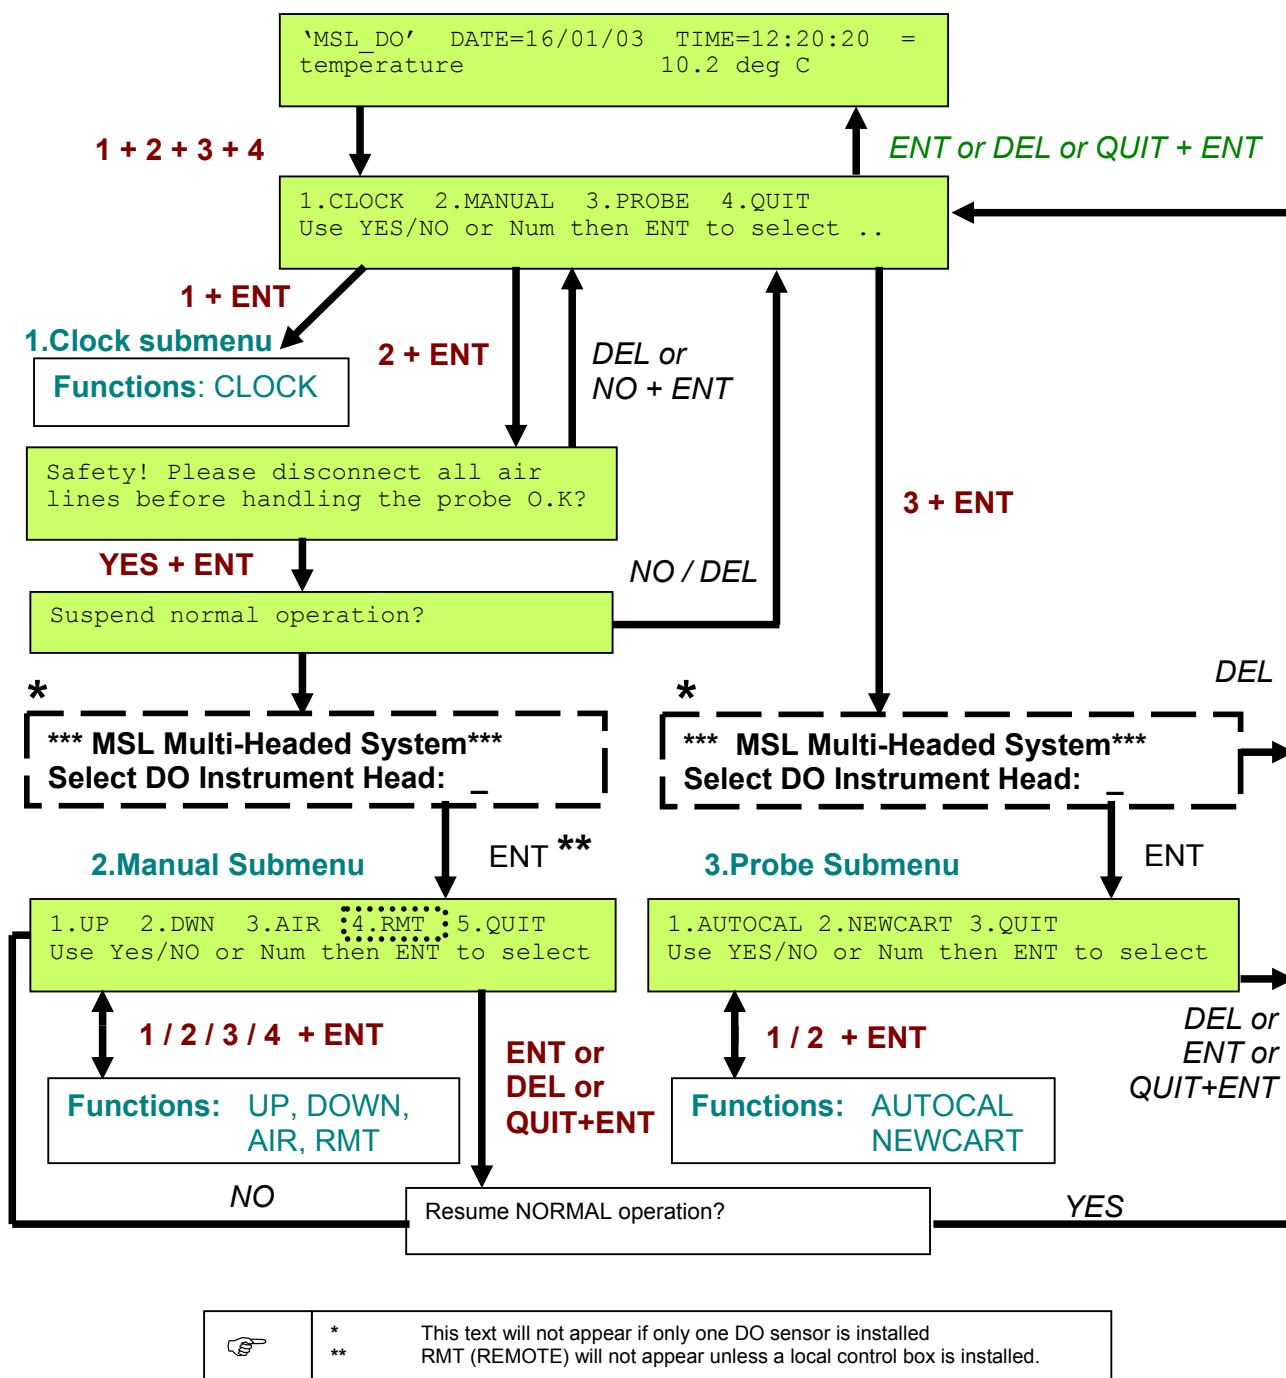 ‘MSL_DO’ DATE=16/01/03 TIME=12:20:20 =
temperature 10.2 deg C
1 + 2 + 3 + 4
ENT or DEL or QUIT + ENT
1.CLOCK 2.MANUAL 3.PROBE 4.QUIT
Use YES/NO or Num then ENT to select ..
1 + ENT
1.Clock submenu
Functions: CLOCK
2 + ENT
DEL or
NO + ENT
3 + ENT
Safety! Please disconnect all air
lines before handling the probe O.K?
YES + ENT
NO / DEL
Suspend normal operation?
DEL
*
*** MSL Multi-Headed System***
Select DO Instrument Head: _
*
*** MSL Multi-Headed System***
Select DO Instrument Head: _
2.Manual Submenu
ENT **
3.Probe Submenu
ENT
1.UP 2.DWN 3.AIR 4.RMT 5.QUIT
Use Yes/NO or Num then ENT to select
1.AUTOCAL 2.NEWCART 3.QUIT
Use YES/NO or Num then ENT to select
1 / 2 / 3 / 4 + ENT
ENT or
DEL or
QUIT+ENT
1 / 2 + ENT
DEL or
ENT or
QUIT+ENT
Functions: UP, DOWN,
AIR, RMT
Functions: AUTOCAL
NEWCART
NO
Resume NORMAL operation?
YES
* This text will not appear if only one DO sensor is installed
** RMT (REMOTE) will not appear unless a local control box is installed.